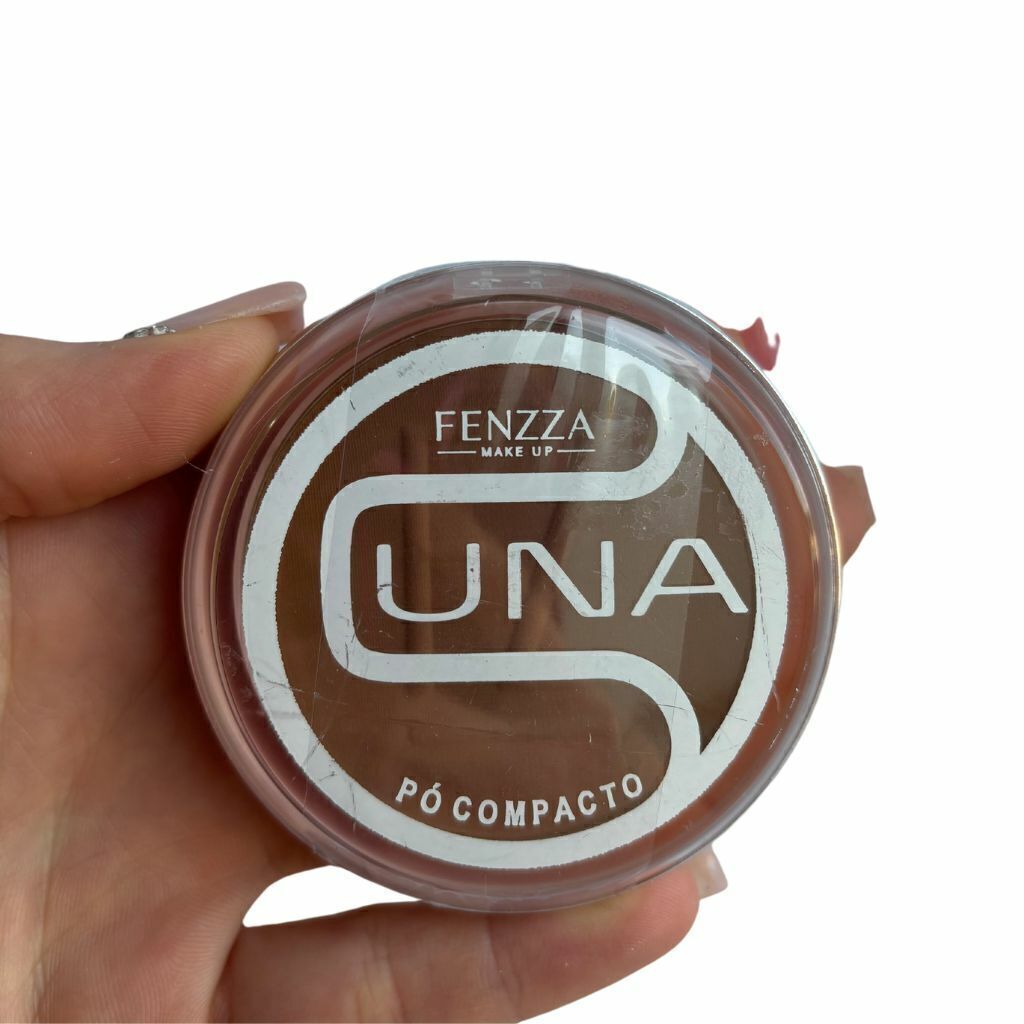 FENZZA
MAKE UP
UNA
PÓ COMPACTO